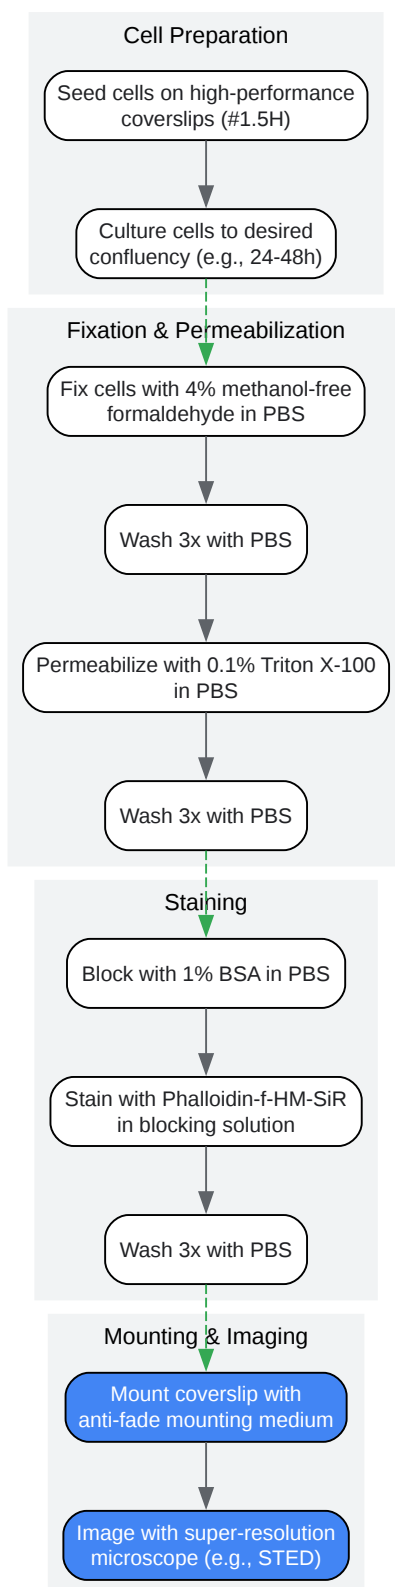 Cell Preparation
Seed cells on high-performance
coverslips (#1.5H)
Culture cells to desired
confluency (e.g., 24-48h)
Fixation & Permeabilization
Fix cells with 4% methanol-free
formaldehyde in PBS
Wash 3x with PBS
Permeabilize with 0.1% Triton X-100
in PBS
Wash 3x with PBS
Staining
Block with 1% BSA in PBS
Stain with Phalloidin-f-HM-SiR
in blocking solution
Wash 3x with PBS
Mounting & Imaging
Mount coverslip with
anti-fade mounting medium
Image with super-resolution
microscope (e.g., STED)